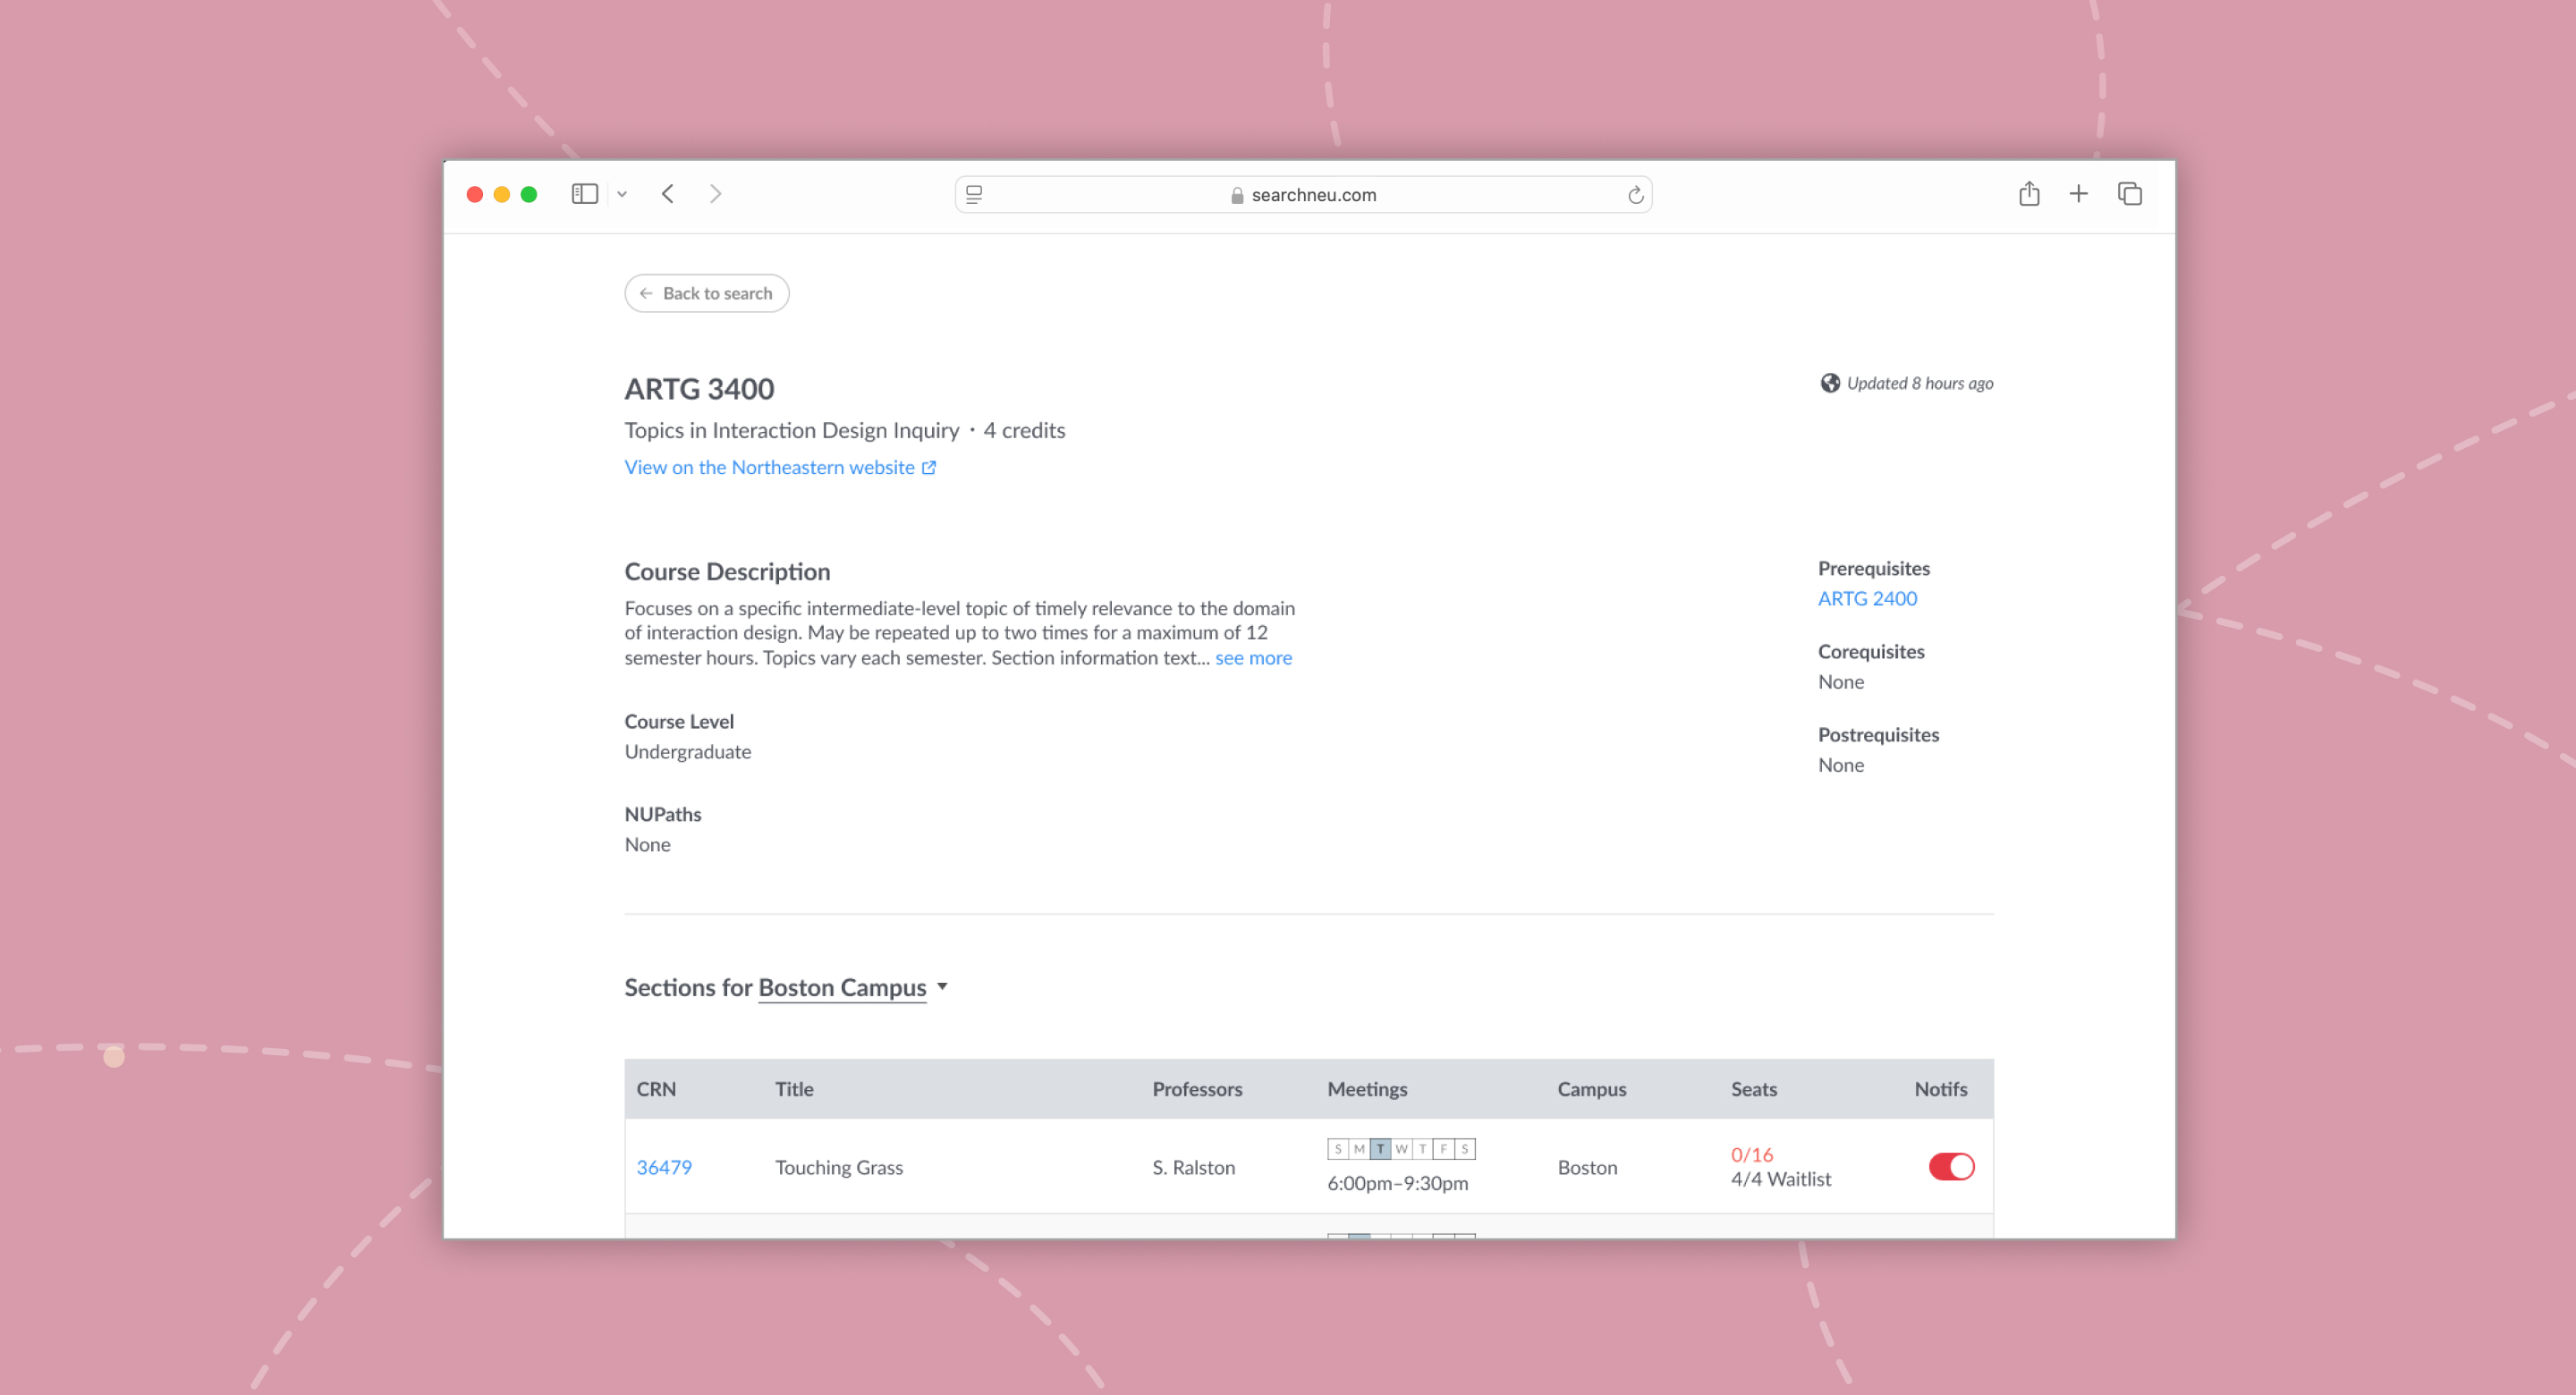 searchneu.com
Back to search
ARTG 3400
Updated 8 hours ago
Topics in Interaction Design Inquiry · 4 credits
View on the Northeastern website
Course Description
Focuses on a specific intermediate-level topic of timely relevance to the domain
of interaction design. May be repeated up to two times for a maximum of 12
semester hours. Topics vary each semester. Section information text... see more
Course Level
Undergraduate
NUPaths
None
Prerequisites
ARTG 2400
Corequisites
None
Postrequisites
None
Sections for Boston Campus
CRN Title Professors Meetings Campus Seats Notifs
S M T W T F S
36479 Touching Grass S. Ralston 6:00pm–9:30pm Boston 0/16
4/4 Waitlist